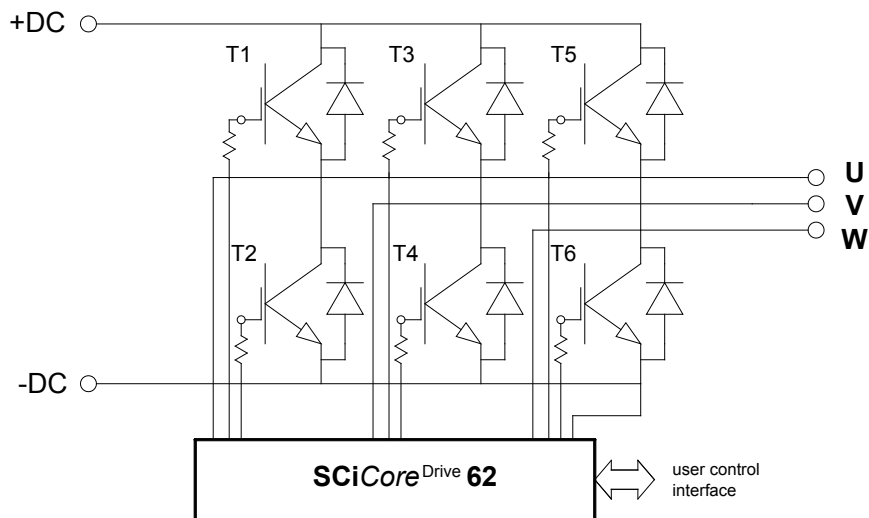 +DC
T1
T3
T5
U
V
W
T2
T4
T6
-DC
SCiCoreDrive 62
user control
interface